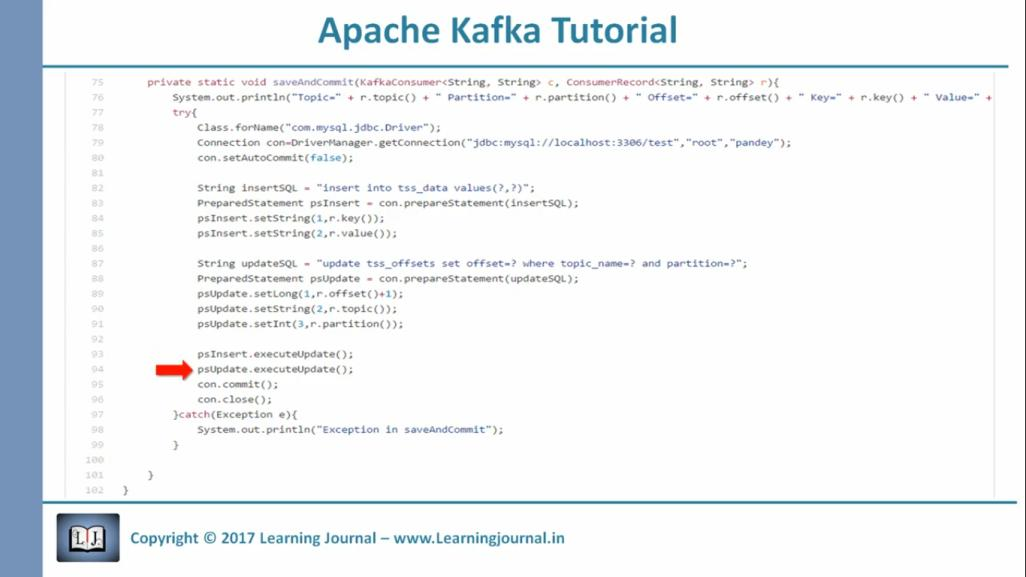 Apache Kafka Tutorial
75 private static void saveAndCommit(KafkaConsumer<String, String> c, ConsumerRecord<String, String> r){
76 System.out.println("Topic=" + r.topic() + " Partition=" + r.partition() + " Offset=" + r.offset() + " Key=" + r.key() + " Value=" +
77 try{
78 Class.forName("com.mysql.jdbc.Driver");
79 Connection con=DriverManager.getConnection("jdbc:mysql://localhost:3306/test","root","pandey");
80 con.setAutoCommit(false);
81
82 String insertSQL = "insert into tss_data values(?,?)";
83 PreparedStatement psInsert = con.prepareStatement(insertSQL);
84 psInsert.setString(1,r.key());
85 psInsert.setString(2,r.value());
86
87 String updateSQL = "update tss_offsets set offset=? where topic_name=? and partition=?";
88 PreparedStatement psUpdate = con.prepareStatement(updateSQL);
89 psUpdate.setLong(1,r.offset()+1);
90 psUpdate.setString(2,r.topic());
91 psUpdate.setInt(3,r.partition());
92
93 psInsert.executeUpdate();
94 psUpdate.executeUpdate();
95 con.commit();
96 con.close();
97 }catch(Exception e){
98 System.out.println("Exception in saveAndCommit");
99 }
100
101 }
102 }
LJ
Copyright © 2017 Learning Journal – www.Learningjournal.in